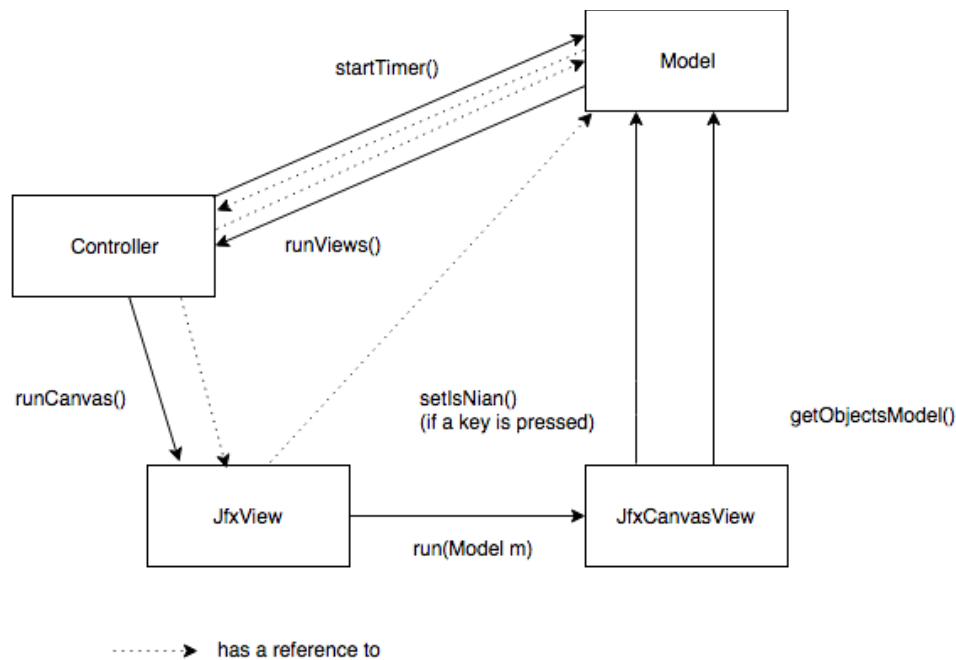 startTimer()
Model
Controller
runViews()
runCanvas()
setIsNian()
(if a key is pressed)
getObjectsModel()
JfxView
JfxCanvasView
run(Model m)
has a reference to